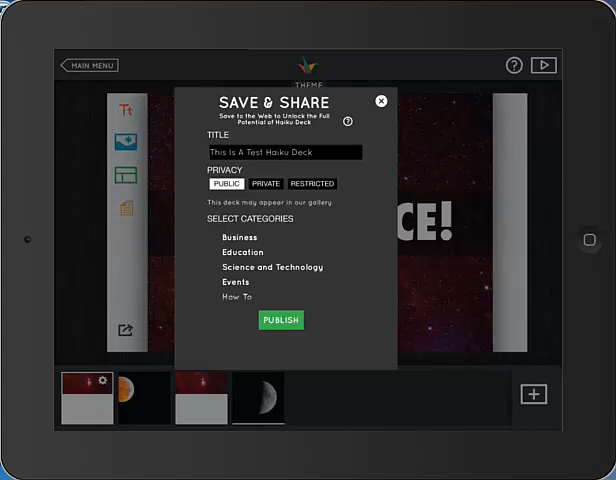 MAIN MENU
THEME
Tt
SAVE & SHARE
Save to the Web to Unlock the Full
Potential of Haiku Deck
TITLE
This Is A Test Haiku Deck
PRIVACY
PUBLIC PRIVATE RESTRICTED
This deck may appear in our gallery
SELECT CATEGORIES
Business
Education
Science and Technology
Events
How To
PUBLISH
CE!